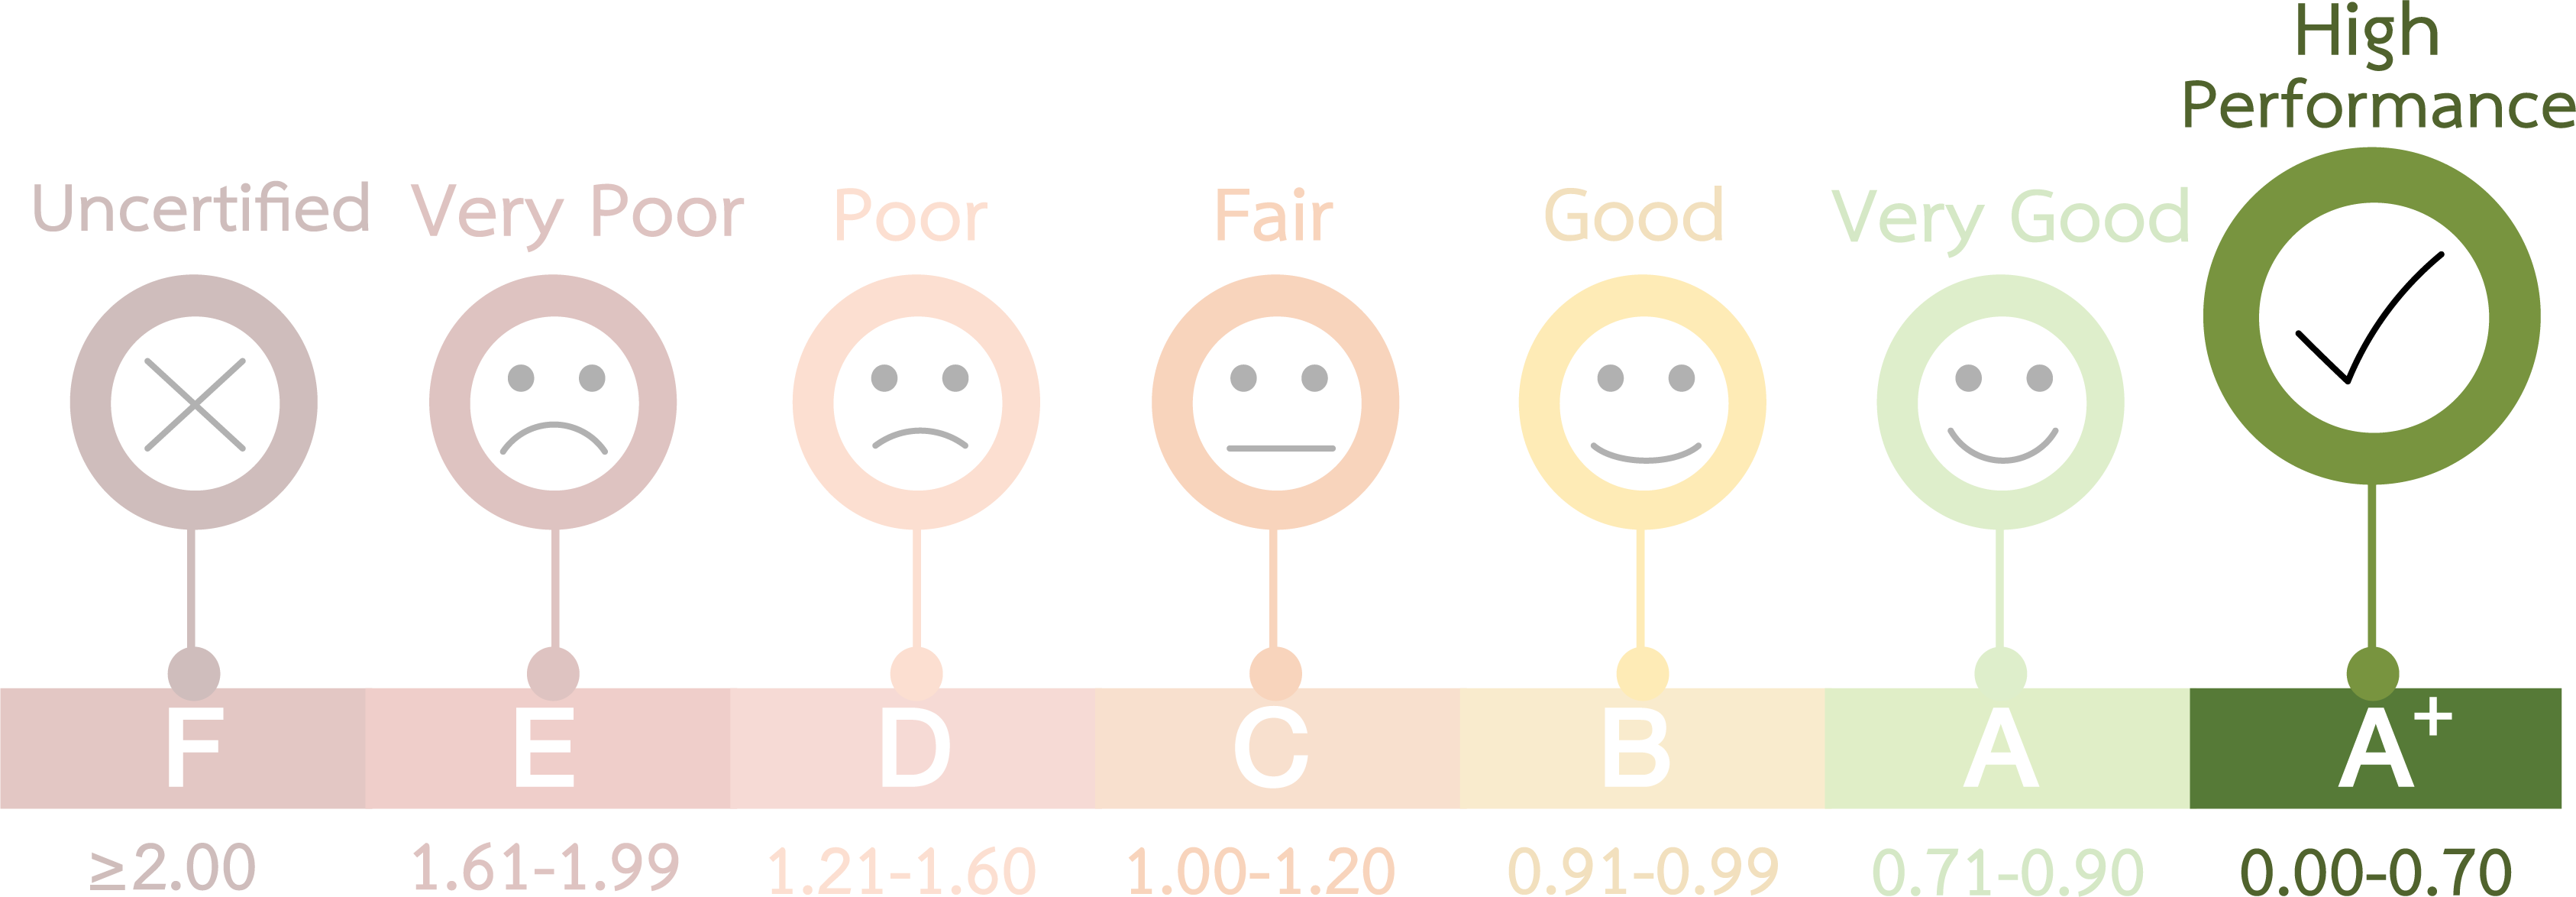 High
Performance
Uncertified Very Poor Poor Fair Good Very Good
F E D C B A A+
≥2.00 1.61-1.99 1.21-1.60 1.00-1.20 0.91-0.99 0.71-0.90 0.00-0.70